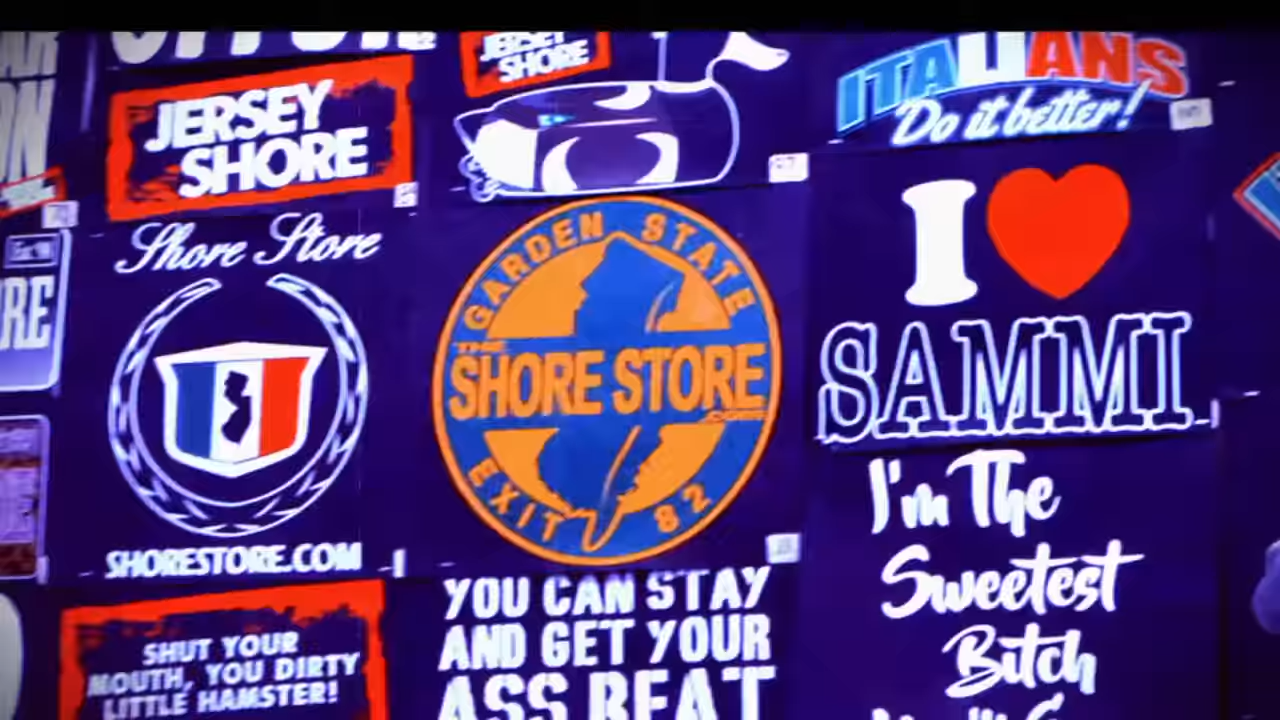 JERSEY
SHORE
JERSEY
SHORE
ITALIANS
Do it better!
Shore Store
SHORESTORE.COM
GARDEN STATE
THE
SHORE STORE
.COM
EXIT 82
I
SAMMI
I'm The
Sweetest
Bitch
SHUT YOUR
MOUTH, YOU DIRTY
LITTLE HAMSTER!
YOU CAN STAY
AND GET YOUR
ASS BEAT